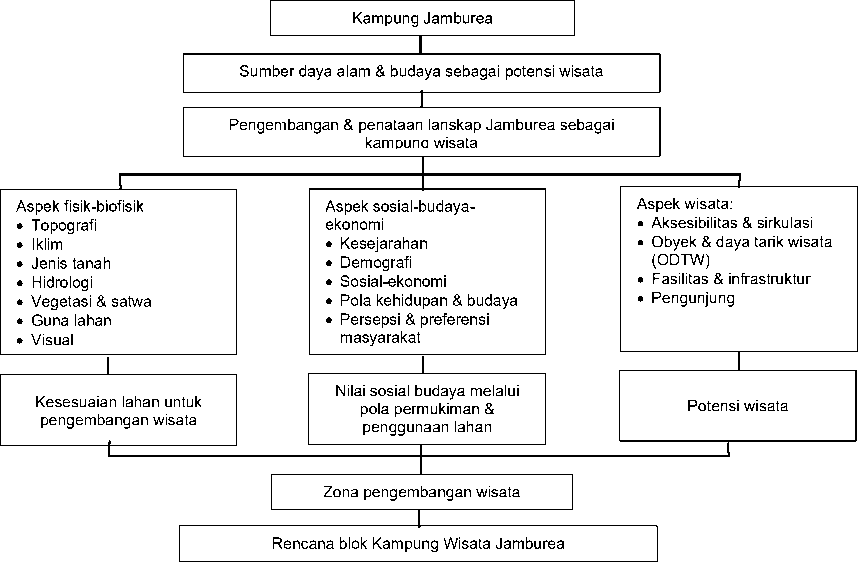 Kampung Jamburea
Sumber daya alam & budaya sebagai potensi wisata
Pengembangan & penataan lanskap Jamburea sebagai
kampung wisata
Aspek fisik-biofisik
• Topografi
• Iklim
• Jenis tanah
• Hidrologi
• Vegetasi & satwa
• Guna lahan
• Visual
Aspek sosial-budaya-
ekonomi
• Kesejarahan
• Demografi
• Sosial-ekonomi
• Pola kehidupan & budaya
• Persepsi & preferensi
masyarakat
Aspek wisata:
• Aksesibilitas & sirkulasi
• Obyek & daya tarik wisata
(ODTW)
• Fasilitas & infrastruktur
• Pengunjung
Kesesuaian lahan untuk
pengembangan wisata
Nilai sosial budaya melalui
pola permukiman &
penggunaan lahan
Potensi wisata
Zona pengembangan wisata
Rencana blok Kampung Wisata Jamburea